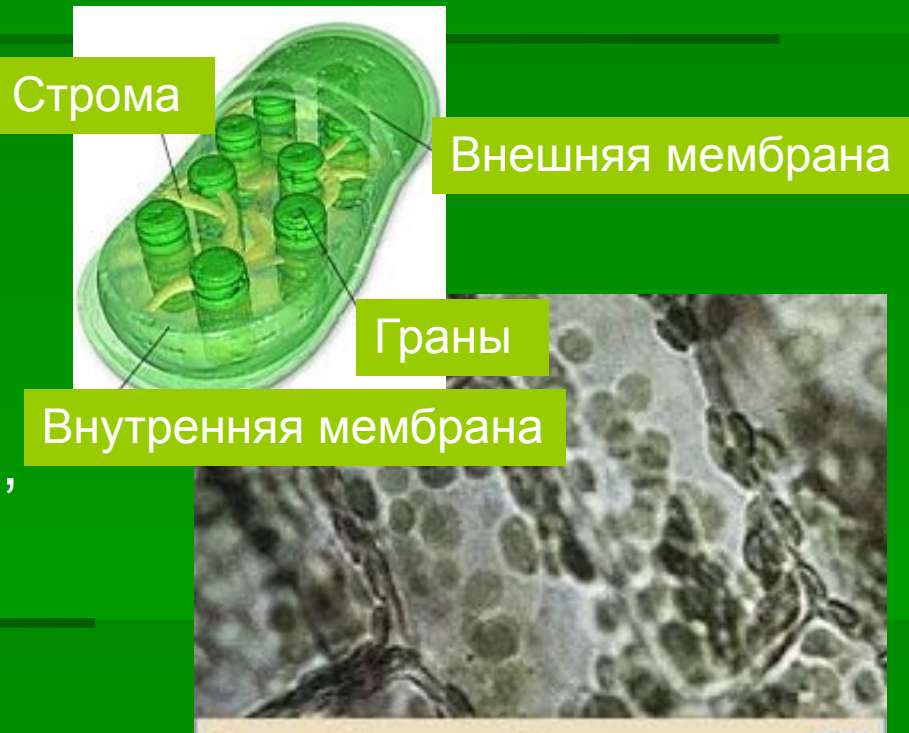 Строма
Внешняя мембрана
Граны
Внутренняя мембрана
,